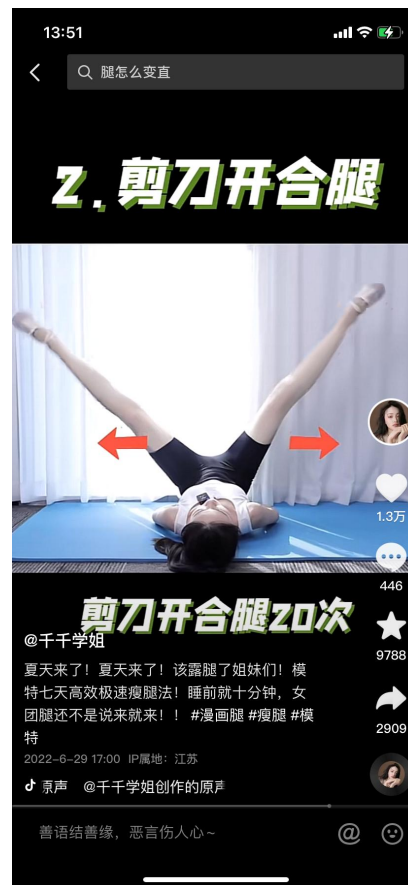 13:51
腿怎么变直
2.剪刀开合腿
1.3万
446
剪刀开合腿20次
@千千学姐
9788
夏天来了！夏天来了！该露腿了姐妹们！模
特七天高效极速瘦腿法！睡前就十分钟，女
团腿还不是说来就来！！#漫画腿 #瘦腿 #模
特
2909
2022-6-29 17:00 IP属地：江苏
原声 @千千学姐创作的原声
善语结善缘，恶言伤人心~